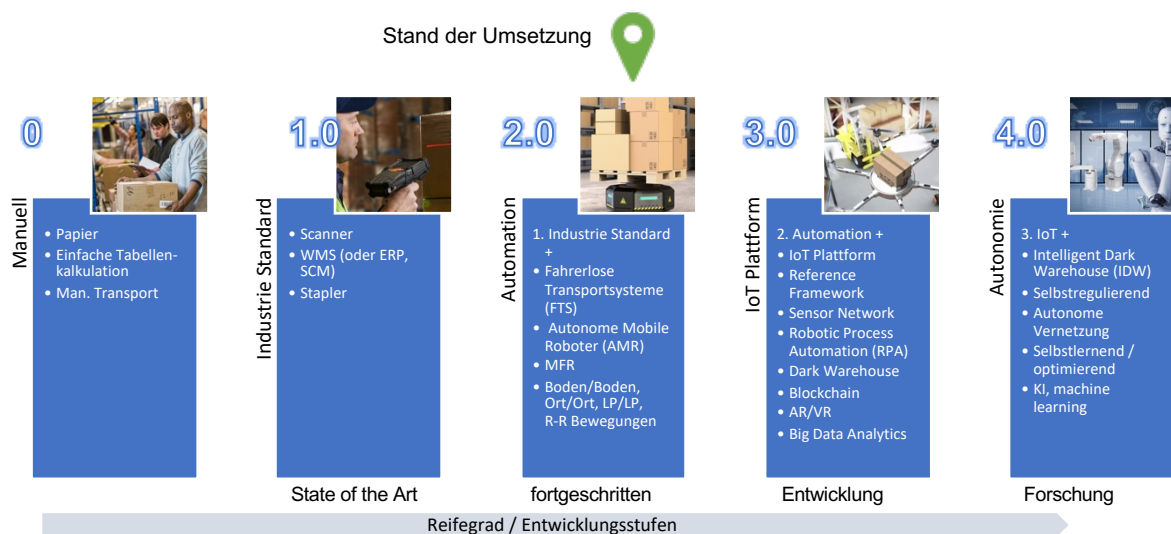 Stand der Umsetzung
0
Manuell
• Papier
• Einfache Tabellen-
kalkulation
• Man. Transport
1.0
Industrie Standard
• Scanner
• WMS (oder ERP,
SCM)
• Stapler
State of the Art
2.0
Automation
1. Industrie Standard
+
• Fahrerlose
Transportsysteme
(FTS)
• Autonome Mobile
Roboter (AMR)
• MFR
• Boden/Boden,
Ort/Ort, LP/LP,
R-R Bewegungen
fortgeschritten
3.0
IoT Plattform
2. Automation +
• IoT Plattform
• Reference
Framework
• Sensor Network
• Robotic Process
Automation (RPA)
• Dark Warehouse
• Blockchain
• AR/VR
• Big Data Analytics
Entwicklung
4.0
Autonomie
3. IoT +
• Intelligent Dark
Warehouse (IDW)
• Selbstregulierend
• Autonome
Vernetzung
• Selbstlernend /
optimierend
• KI, machine
learning
Forschung
Reifegrad / Entwicklungsstufen